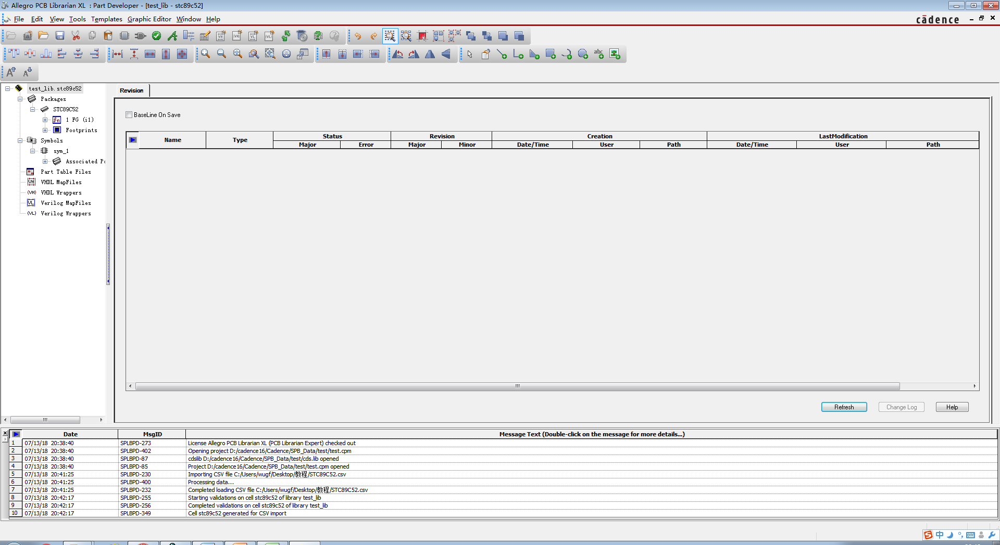 Allegro PCB Librarian XL : Part Developer - [test_lib - stc89c52]
File Edit View Tools Templates Graphic Editor Window Help
cādence
test_lib.stc89c52
Packages
STC89C52
1 FG (i1)
Footprints
Symbols
sym_1
Associated Pa
Part Table Files
VHDL MapFiles
VHDL Wrappers
Verilog MapFiles
Verilog Wrappers
Revision
BaseLine On Save
Name Type Status Revision Creation LastModification
Major Error Major Minor Date/Time User Path Date/Time User Path
Refresh Change Log Help
Date MsgID Message Text (Double-click on the message for more details...)
1 07/13/18 20:38:40 SPLBPD-273 License Allegro PCB Librarian XL (PCB Librarian Expert) checked out
2 07/13/18 20:38:40 SPLBPD-402 Opening project D:/cadence16/Cadence/SPB_Data/test/test.cpm
3 07/13/18 20:38:40 SPLBPD-87 cdslib D:/cadence16/Cadence/SPB_Data/test/cds.lib opened
4 07/13/18 20:38:40 SPLBPD-85 Project D:/cadence16/Cadence/SPB_Data/test/test.cpm opened
5 07/13/18 20:41:25 SPLBPD-230 Importing CSV file C:/Users/wugf/Desktop/教程/STC89C52.csv
6 07/13/18 20:41:25 SPLBPD-400 Processing data...
7 07/13/18 20:41:25 SPLBPD-232 Completed loading CSV file C:/Users/wugf/Desktop/教程/STC89C52.csv
8 07/13/18 20:42:17 SPLBPD-255 Starting validations on cell stc89c52 of library test_lib
9 07/13/18 20:42:17 SPLBPD-256 Completed validations on cell stc89c52 of library test_lib
10 07/13/18 20:42:17 SPLBPD-349 Cell stc89c52 generated for CSV import
中